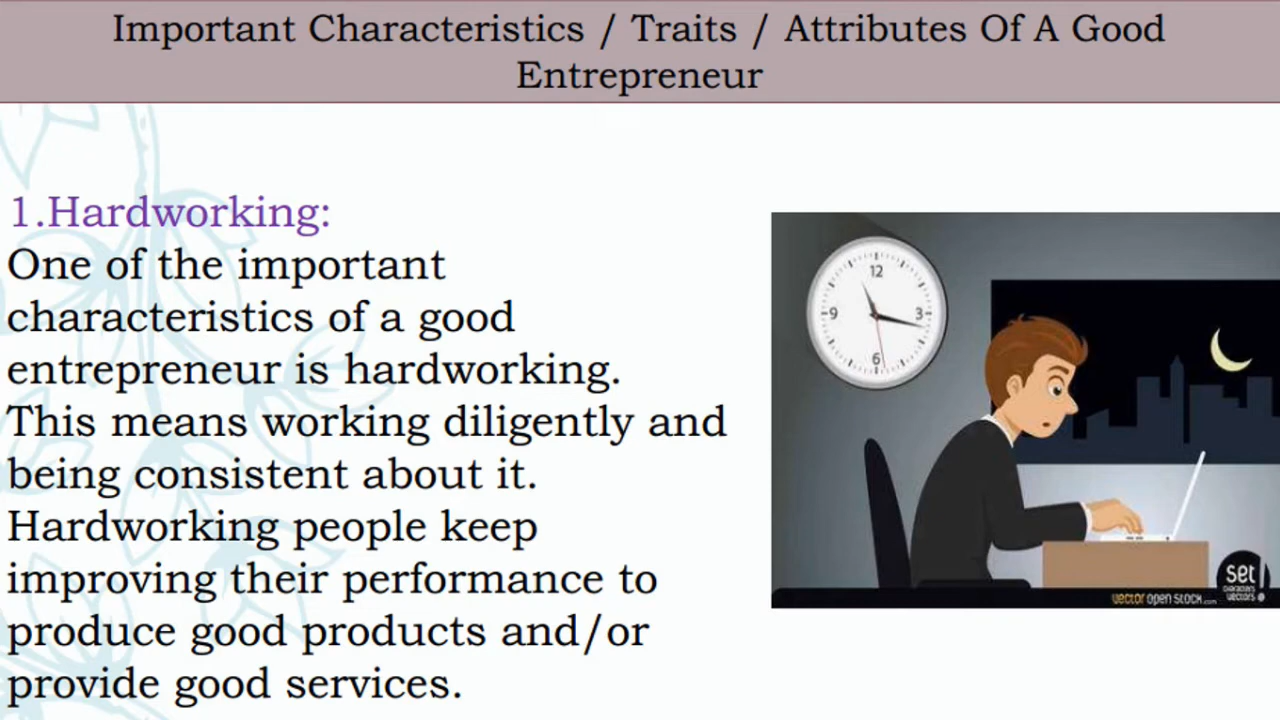 Important Characteristics / Traits / Attributes Of A Good
Entrepreneur
1.Hardworking:
One of the important
characteristics of a good
entrepreneur is hardworking.
This means working diligently and
being consistent about it.
Hardworking people keep
improving their performance to
produce good products and/or
provide good services.
12
9
3
6
set!
CHARACTERS
VECTORS
vector open stock.com